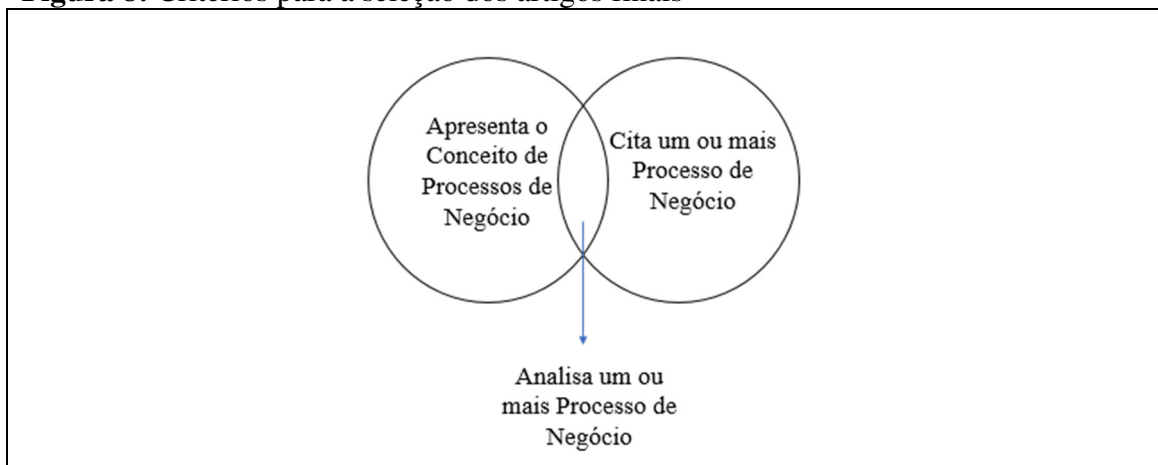 Figura 6. Critérios para a seleção dos artigos finais
Apresenta o
Conceito de
Processos de
Negócio
Cita um ou mais
Processo de
Negócio
Analisa um ou
mais Processo de
Negócio